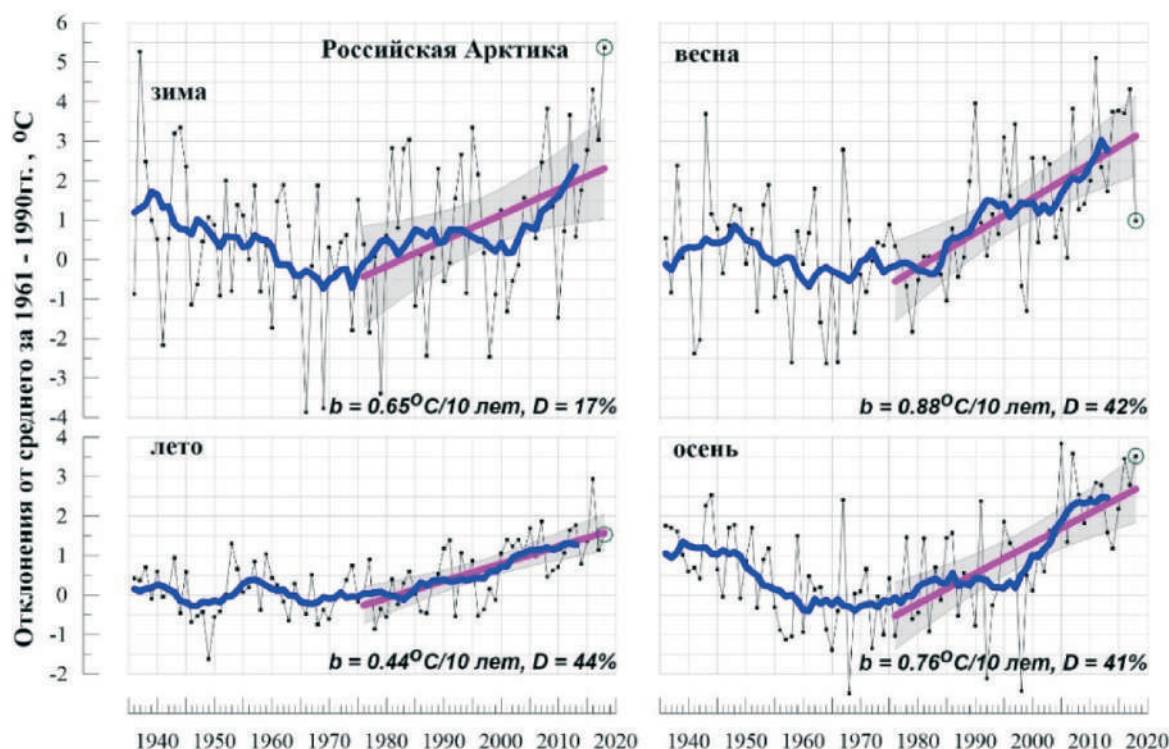 Отклонения от среднего за 1961 - 1990гг. , °C
Российская Арктика
зима
6
5
4
3
2
1
0
-1
-2
-3
-4
b = 0.65°C/10 лет, D = 17%
весна
b = 0.88°C/10 лет, D = 42%
лето
4
3
2
1
0
-1
-2
b = 0.44°C/10 лет, D = 44%
осень
b = 0.76°C/10 лет, D = 41%
1940 1950 1960 1970 1980 1990 2000 2010 2020
1940 1950 1960 1970 1980 1990 2000 2010 2020